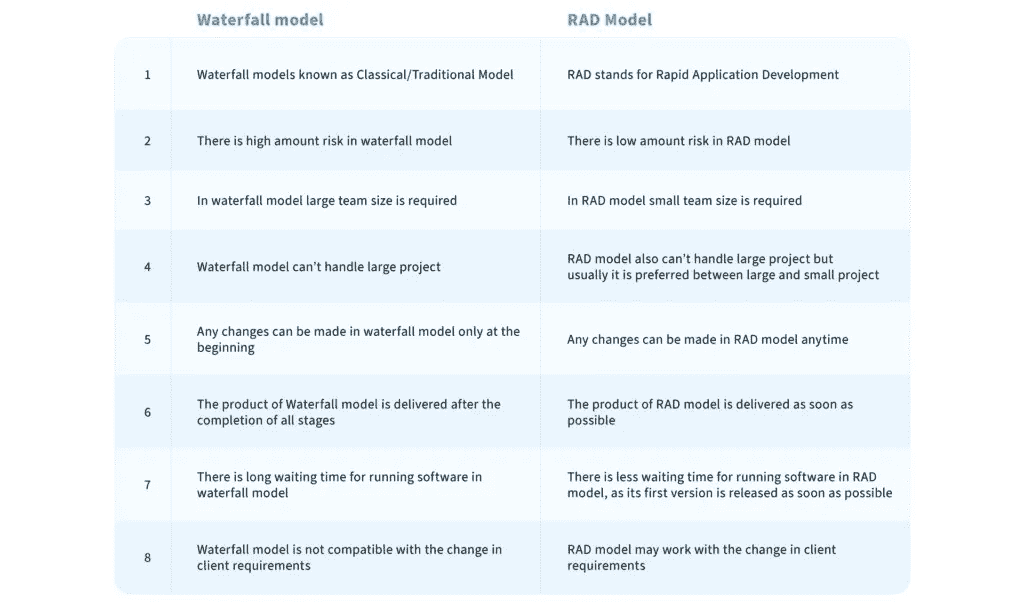 Waterfall model
RAD Model
1
Waterfall models known as Classical/Traditional Model
RAD stands for Rapid Application Development
2
There is high amount risk in waterfall model
There is low amount risk in RAD model
3
In waterfall model large team size is required
In RAD model small team size is required
4
Waterfall model can't handle large project
RAD model also can't handle large project but
usually it is preferred between large and small project
5
Any changes can be made in waterfall model only at the
beginning
Any changes can be made in RAD model anytime
6
The product of Waterfall model is delivered after the
completion of all stages
The product of RAD model is delivered as soon as
possible
7
There is long waiting time for running software in
waterfall model
There is less waiting time for running software in RAD
model, as its first version is released as soon as possible
8
Waterfall model is not compatible with the change in
client requirements
RAD model may work with the change in client
requirements